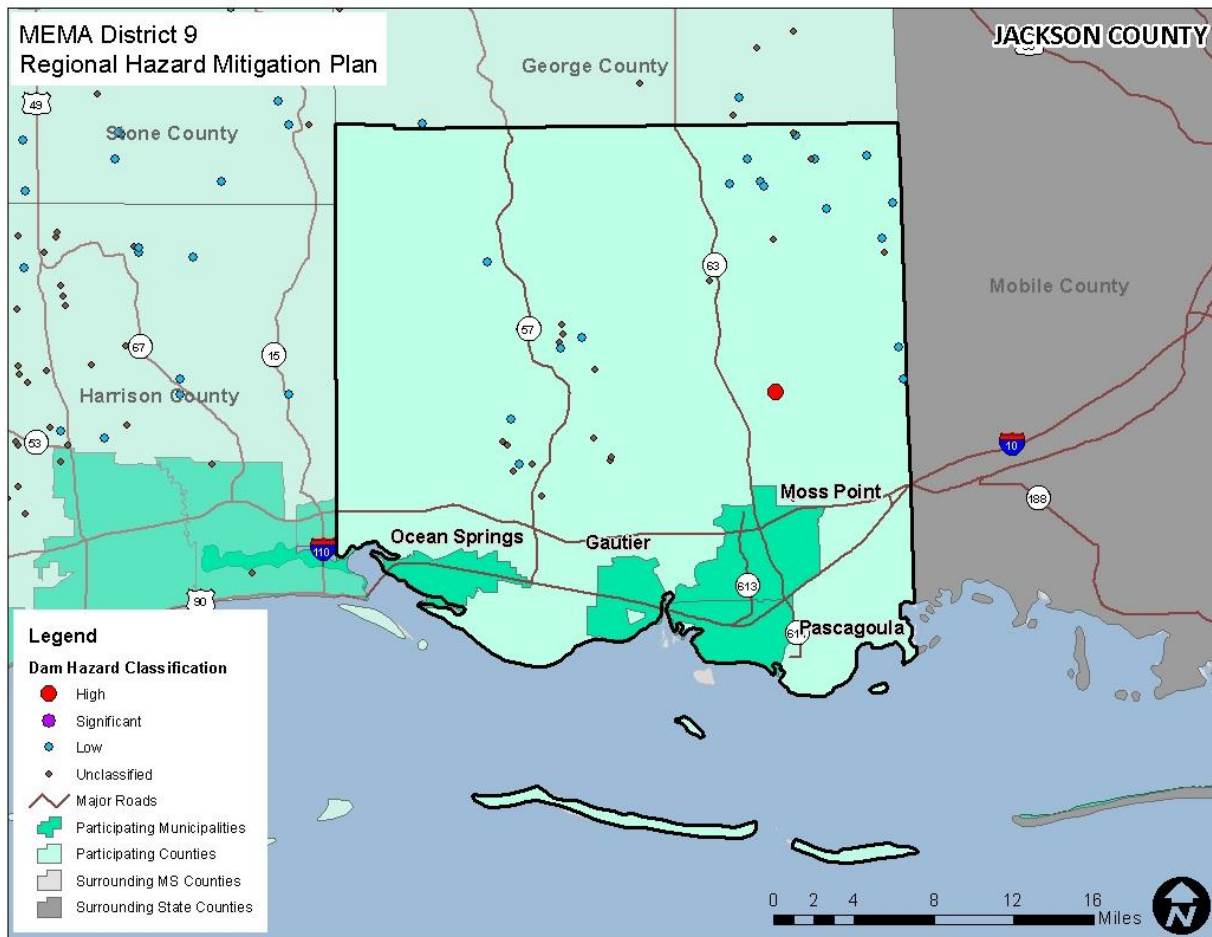 MEMA District 9
Regional Hazard Mitigation Plan
JACKSON COUNTY
George County
49
Stone County
63
Mobile County
57
67
15
Harrison County
53
10
188
Moss Point
Ocean Springs
Gautier
110
613
90
Pascagoula
Legend
Dam Hazard Classification
High
Significant
Low
Unclassified
Major Roads
Participating Municipalities
Participating Counties
Surrounding MS Counties
Surrounding State Counties
0 2 4 8 12 16
Miles
N